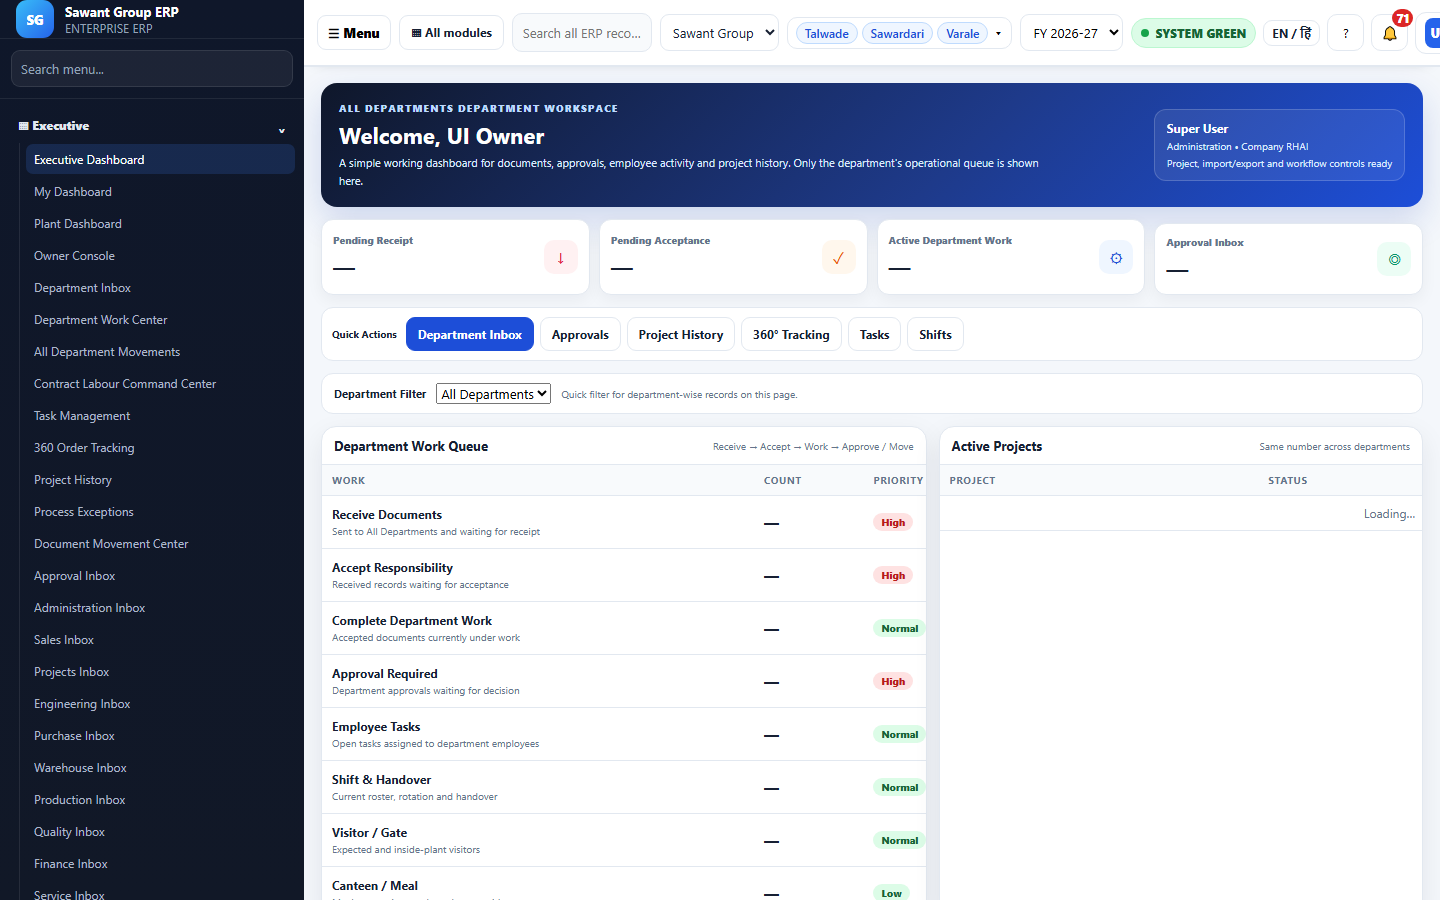 SG
Sawant Group ERP
ENTERPRISE ERP
Search menu...
Executive
Executive Dashboard
My Dashboard
Plant Dashboard
Owner Console
Department Inbox
Department Work Center
All Department Movements
Contract Labour Command Center
Task Management
360 Order Tracking
Project History
Process Exceptions
Document Movement Center
Approval Inbox
Administration Inbox
Sales Inbox
Projects Inbox
Engineering Inbox
Purchase Inbox
Warehouse Inbox
Production Inbox
Quality Inbox
Finance Inbox
Service Inbox
☰ Menu
All modules
Search all ERP reco...
Sawant Group
Talwade
Sawardari
Varale
FY 2026-27
SYSTEM GREEN
EN / हिं
?
71
ALL DEPARTMENTS DEPARTMENT WORKSPACE
Welcome, UI Owner
A simple working dashboard for documents, approvals, employee activity and project history. Only the department's operational queue is shown
here.
Super User
Administration • Company RHAI
Project, import/export and workflow controls ready
Pending Receipt
—
↓
Pending Acceptance
—
✓
Active Department Work
—
⚙
Approval Inbox
—
◎
Quick Actions
Department Inbox
Approvals
Project History
360° Tracking
Tasks
Shifts
Department Filter
All Departments
Quick filter for department-wise records on this page.
Department Work Queue
Receive → Accept → Work → Approve / Move
WORK COUNT PRIORITY
Receive Documents
Sent to All Departments and waiting for receipt
—
High
Accept Responsibility
Received records waiting for acceptance
—
High
Complete Department Work
Accepted documents currently under work
—
Normal
Approval Required
Department approvals waiting for decision
—
High
Employee Tasks
Open tasks assigned to department employees
—
Normal
Shift & Handover
Current roster, rotation and handover
—
Normal
Visitor / Gate
Expected and inside-plant visitors
—
Normal
Canteen / Meal
—
Low
Active Projects
Same number across departments
PROJECT STATUS
Loading...